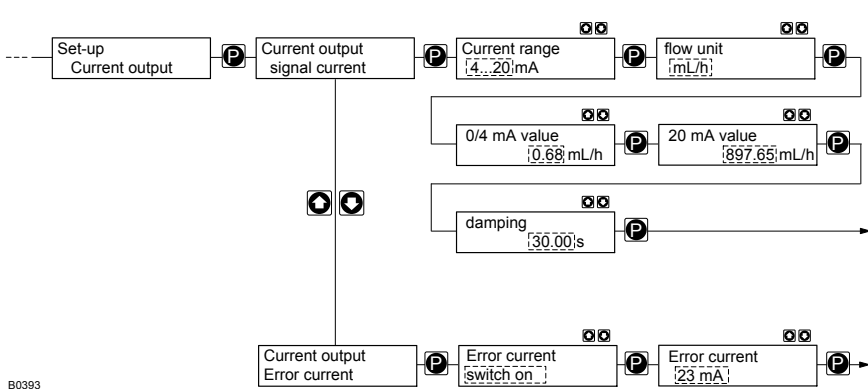 Set-up
Current output
P
Current output
signal current
P
Current range
4...20 mA
P
flow unit
mL/h
P
0/4 mA value
0.68 mL/h
P
20 mA value
897.65 mL/h
P
damping
30.00 s
P
Current output
Error current
P
Error current
switch on
P
Error current
23 mA
P
B0393